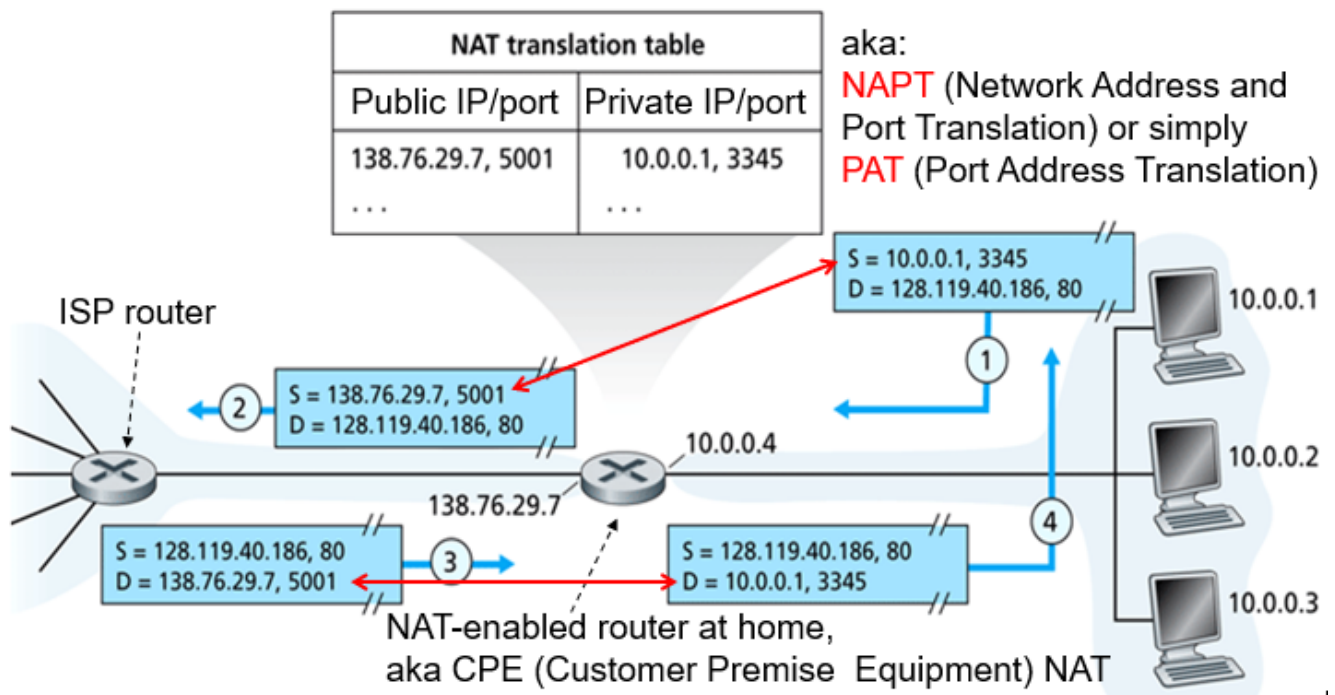 NAT translation table
Public IP/port Private IP/port
138.76.29.7, 5001 10.0.0.1, 3345
. . . . . .
aka:
NAPT (Network Address and
Port Translation) or simply
PAT (Port Address Translation)
S = 10.0.0.1, 3345
D = 128.119.40.186, 80
10.0.0.1
ISP router
1
2
S = 138.76.29.7, 5001
D = 128.119.40.186, 80
10.0.0.4
10.0.0.2
138.76.29.7
4
S = 128.119.40.186, 80
D = 138.76.29.7, 5001
3
S = 128.119.40.186, 80
D = 10.0.0.1, 3345
10.0.0.3
NAT-enabled router at home,
aka CPE (Customer Premise Equipment) NAT